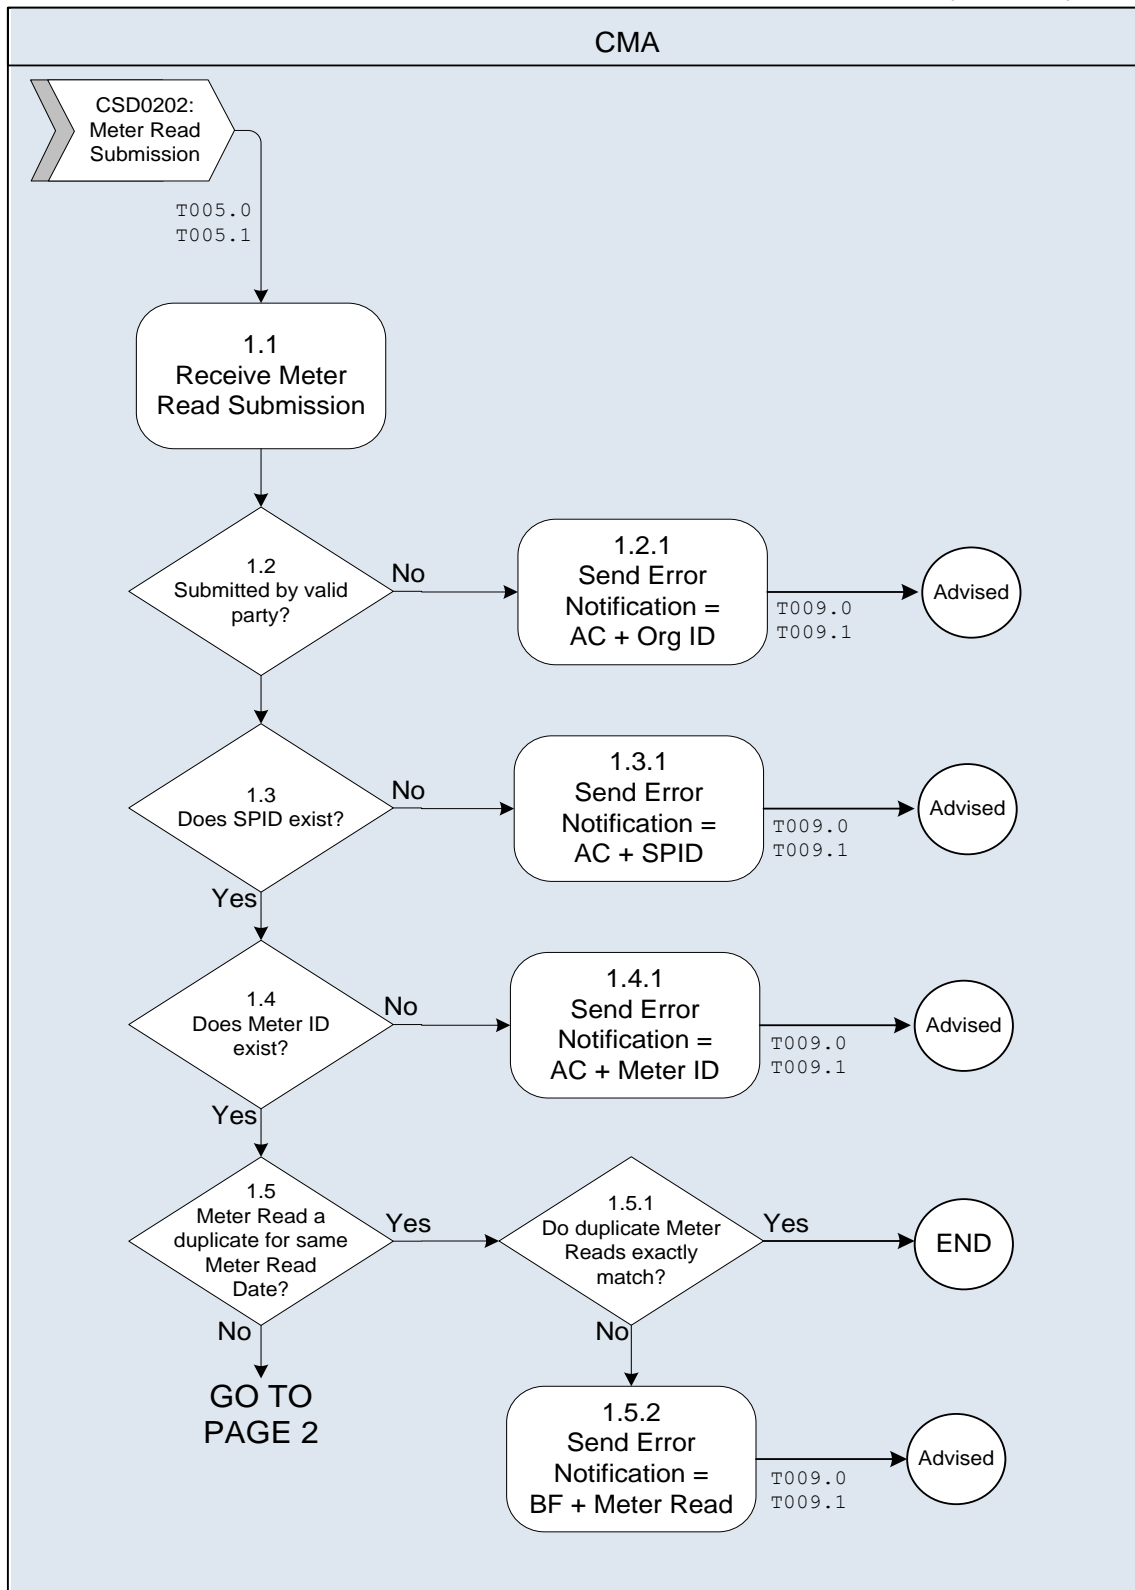 CMA
CSD0202:
Meter Read
Submission
T005.0
T005.1
1.1
Receive Meter
Read Submission
1.2
Submitted by valid
party?
No
1.2.1
Send Error
Notification =
AC + Org ID
T009.0
T009.1
Advised
1.3
Does SPID exist?
No
1.3.1
Send Error
Notification =
AC + SPID
T009.0
T009.1
Advised
Yes
1.4
Does Meter ID
exist?
No
1.4.1
Send Error
Notification =
AC + Meter ID
T009.0
T009.1
Advised
Yes
1.5
Meter Read a
duplicate for same
Meter Read
Date?
Yes
1.5.1
Do duplicate Meter
Reads exactly
match?
Yes
END
No
GO TO
PAGE 2
No
1.5.2
Send Error
Notification =
BF + Meter Read
T009.0
T009.1
Advised